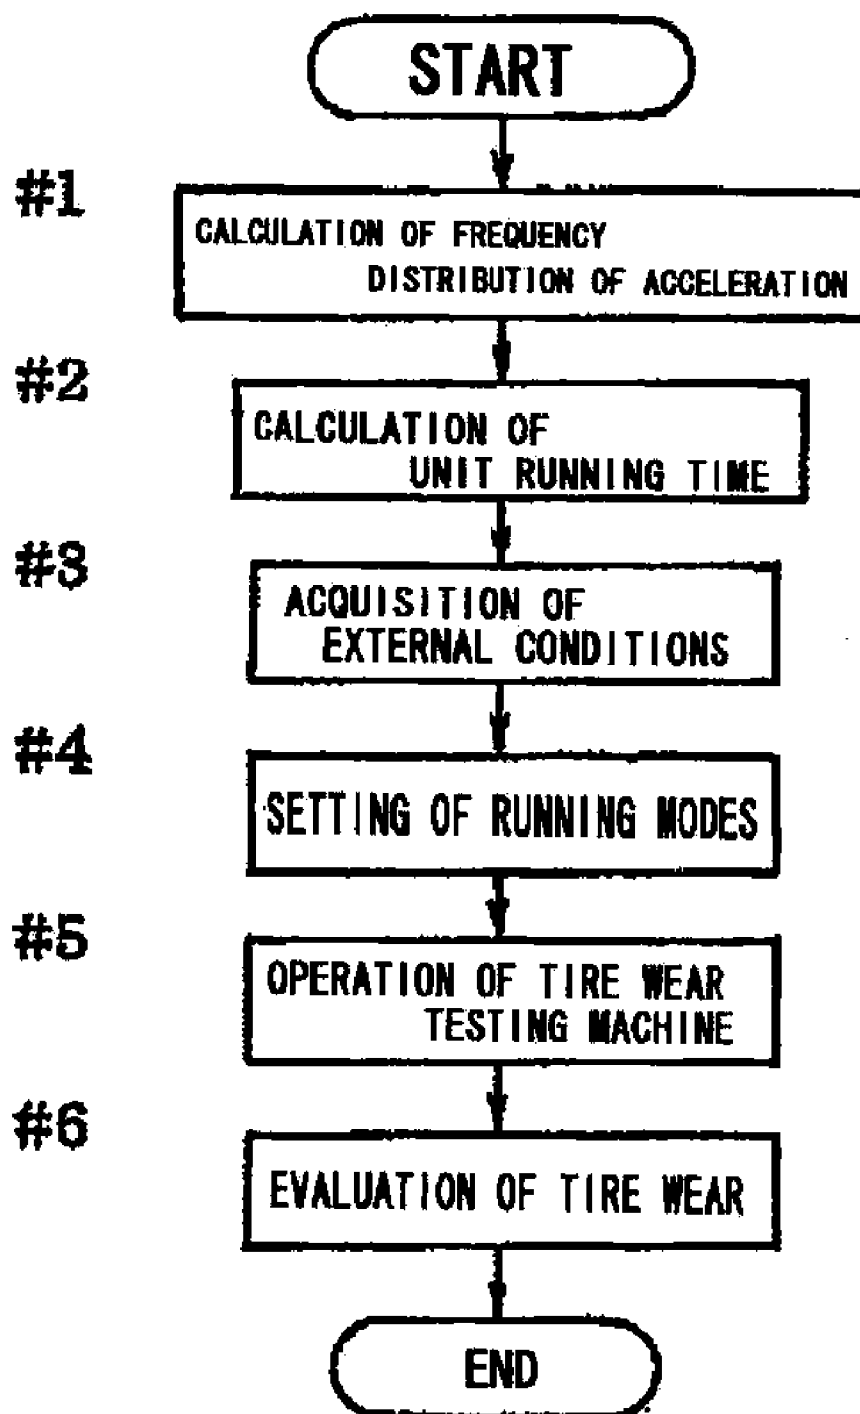 START
#1
CALCULATION OF FREQUENCY
DISTRIBUTION OF ACCELERATION
#2
CALCULATION OF
UNIT RUNNING TIME
#3
ACQUISITION OF
EXTERNAL CONDITIONS
#4
SETTING OF RUNNING MODES
#5
OPERATION OF TIRE WEAR
TESTING MACHINE
#6
EVALUATION OF TIRE WEAR
END